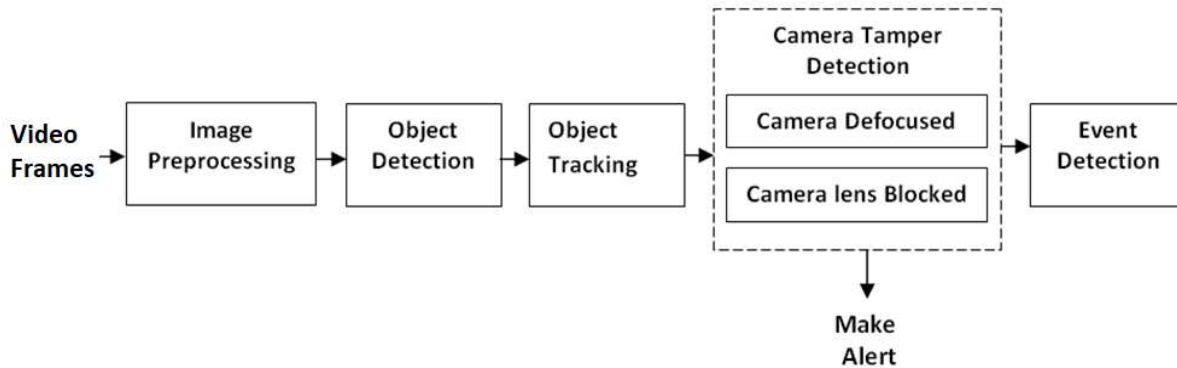 Video
Frames
Image
Preprocessing
Object
Detection
Object
Tracking
Camera Tamper
Detection
Camera Defocused
Camera lens Blocked
Event
Detection
Make
Alert